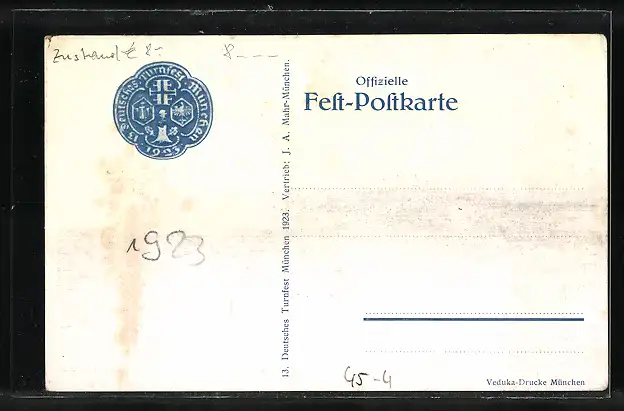 Zustand € 8.-
8 - - -
13. Deutsches Turnfest München
1923
Offizielle
Feſt-Poſtkarte
13. Deutsches Turnfest München 1923. Vertrieb: J. A. Mahr-München.
1923
45-4
Veduka-Drucke München